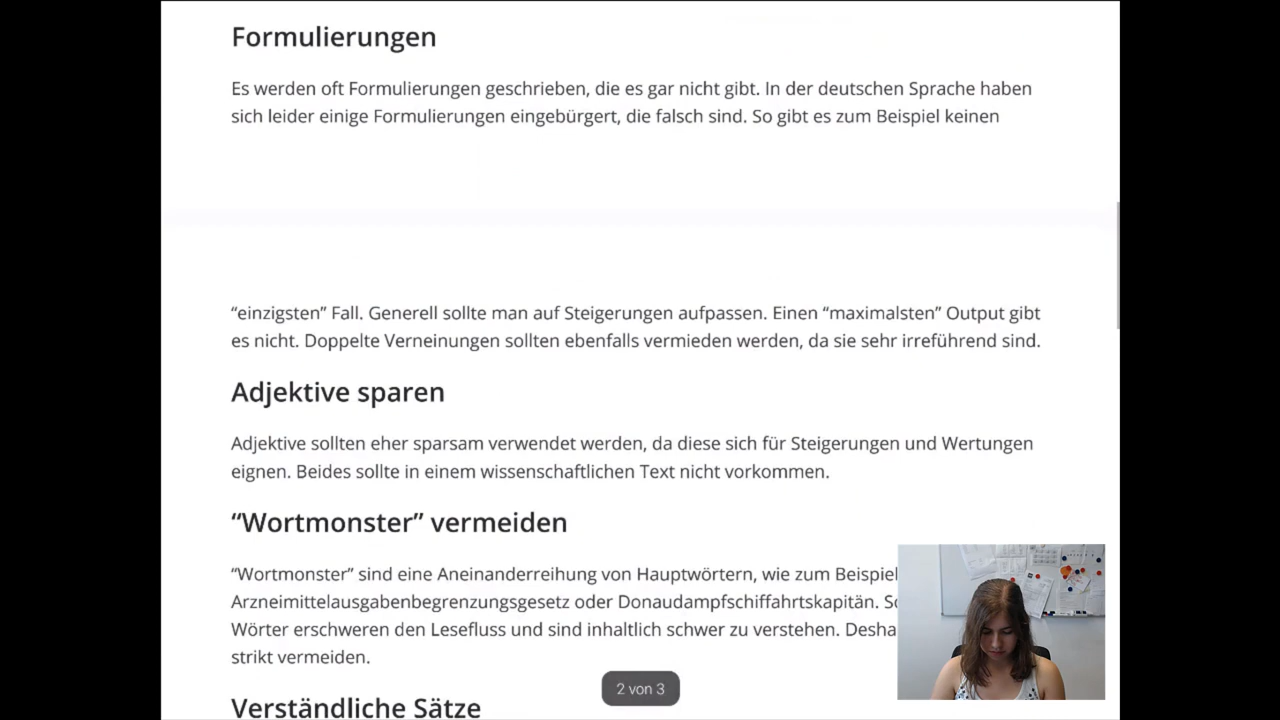 Formulierungen
Es werden oft Formulierungen geschrieben, die es gar nicht gibt. In der deutschen Sprache haben
sich leider einige Formulierungen eingebürgert, die falsch sind. So gibt es zum Beispiel keinen
“einzigsten” Fall. Generell sollte man auf Steigerungen aufpassen. Einen “maximalsten” Output gibt
es nicht. Doppelte Verneinungen sollten ebenfalls vermieden werden, da sie sehr irreführend sind.
Adjektive sparen
Adjektive sollten eher sparsam verwendet werden, da diese sich für Steigerungen und Wertungen
eignen. Beides sollte in einem wissenschaftlichen Text nicht vorkommen.
“Wortmonster” vermeiden
“Wortmonster” sind eine Aneinanderreihung von Hauptwörtern, wie zum Beispiel
Arzneimittelausgabenbegrenzungsgesetz oder Donaudampfschiffahrtskapitän.
Wörter erschweren den Lesefluss und sind inhaltlich schwer zu verstehen.
strikt vermeiden.
2 von 3
Verständliche Sätze